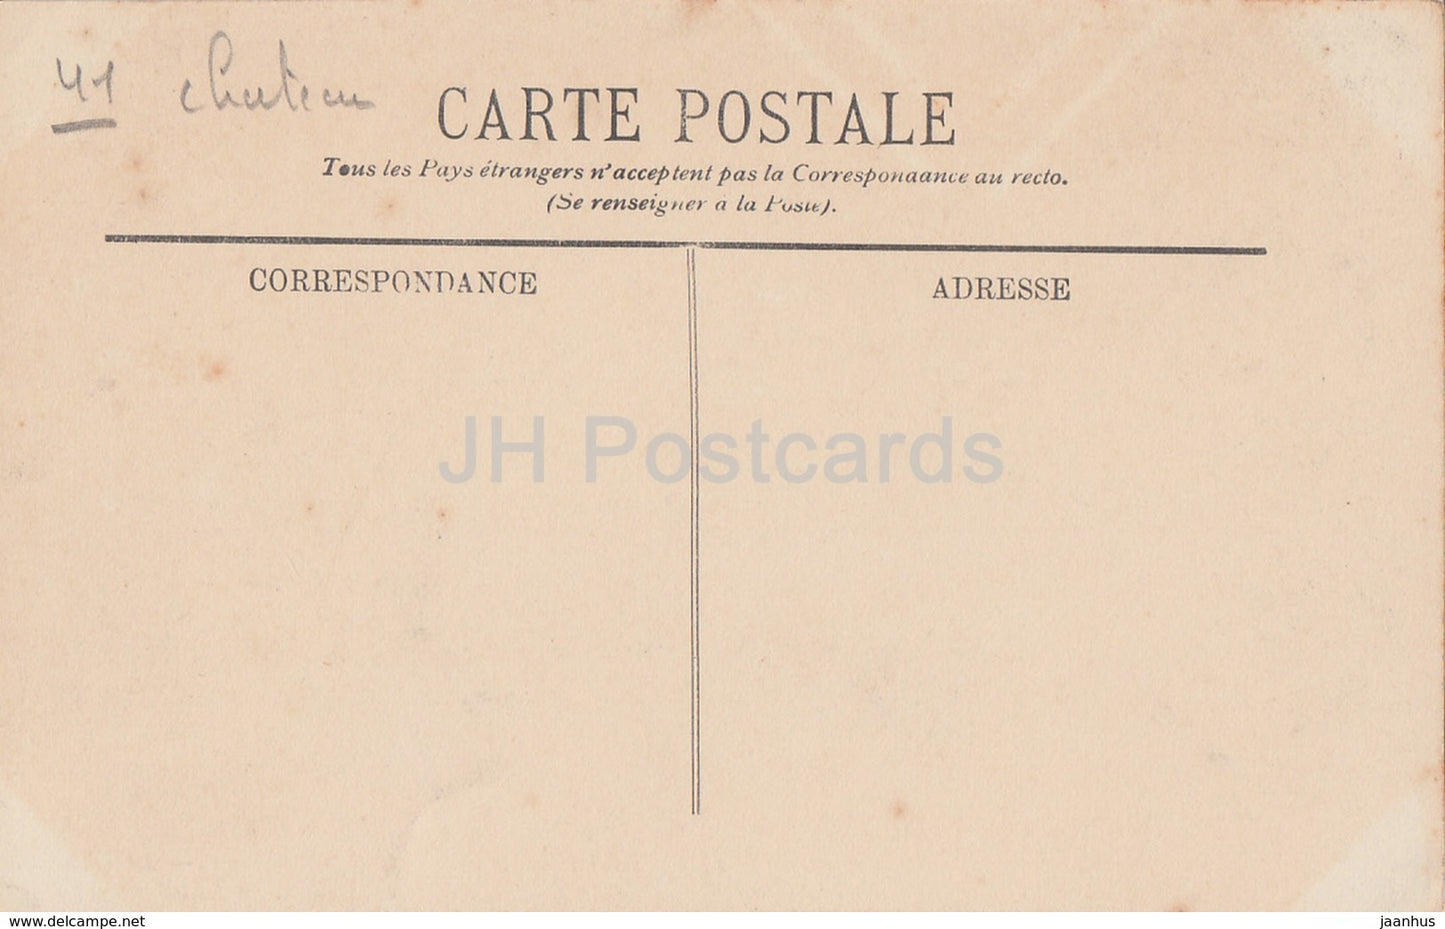 41 chateau
CARTE POSTALE
Tous les Pays étrangers n'acceptent pas la Correspondance au recto.
(Se renseigner à la Poste).
CORRESPONDANCE
ADRESSE
JH Postcards
www.delcampe.net
jaanhus